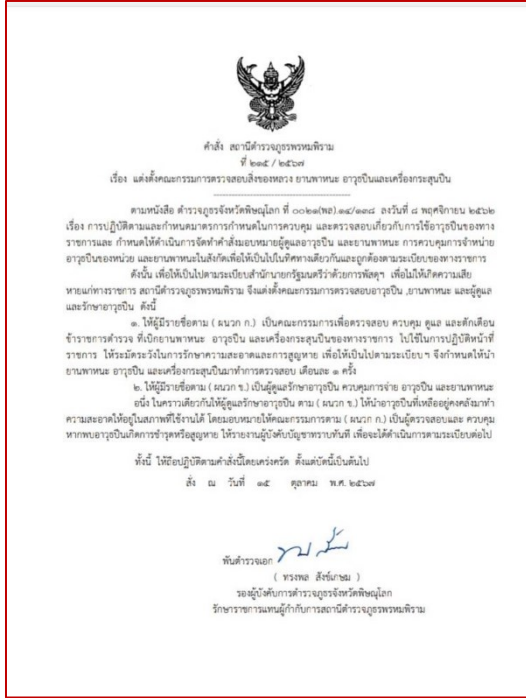 คำสั่ง สถานีตำรวจภูธรพรหมพิราม
ที่ ๒๑๕ / ๒๕๖๗
เรื่อง แต่งตั้งคณะกรรมการตรวจสอบสิ่งของหลวง ยานพาหนะ อาวุธปืนและเครื่องกระสุนปืน
ตามหนังสือ ตำรวจภูธรจังหวัดพิษณุโลก ที่ ๐๐๒๑(พล).๑๔/๑๓๘ ลงวันที่ ๘ พฤศจิกายน ๒๕๖๒
เรื่อง การปฏิบัติตามและกำหนดมาตรการกำหนดในการควบคุม และตรวจสอบเกี่ยวกับการใช้อาวุธปืนของทาง
ราชการและ กำหนดให้ดำเนินการจัดทำคำสั่งมอบหมายผู้ดูแลอาวุธปืน และยานพาหนะ การควบคุมการจำหน่าย
อาวุธปืนของหน่วย และยานพาหนะในสังกัดเพื่อให้เป็นไปในทิศทางเดียวกันและถูกต้องตามระเบียบของทางราชการ
ดังนั้น เพื่อให้เป็นไปตามระเบียบสำนักนายกรัฐมนตรีว่าด้วยการพัสดุฯ เพื่อไม่ให้เกิดความเสีย
หายแก่ทางราชการ สถานีตำรวจภูธรพรหมพิราม จึงแต่งตั้งคณะกรรมการตรวจสอบอาวุธปืน ,ยานพาหนะ และผู้ดูแล
และรักษาอาวุธปืน ดังนี้
๑. ให้ผู้มีรายชื่อตาม ( ผนวก ก.) เป็นคณะกรรมการเพื่อตรวจสอบ ควบคุม ดูแล และตักเตือน
ข้าราชการตำรวจ ที่เบิกยานพาหนะ อาวุธปืน และเครื่องกระสุนปืนของทางราชการ ไปใช้ในการปฏิบัติหน้าที่
ราชการ ให้ระมัดระวังในการรักษาความสะอาดและการสูญหาย เพื่อให้เป็นไปตามระเบียบ ฯ จึงกำหนดให้นำ
ยานพาหนะ อาวุธปืน และเครื่องกระสุนปืนมาทำการตรวจสอบ เดือนละ ๑ ครั้ง
๒. ให้ผู้มีรายชื่อตาม ( ผนวก ข.) เป็นผู้ดูแลรักษาอาวุธปืน ควบคุมการจ่าย อาวุธปืน และยานพาหนะ
อนึ่ง ในคราวเดียวกันให้ผู้ดูแลรักษาอาวุธปืน ตาม ( ผนวก ข.) ให้นำอาวุธปืนที่เหลืออยู่คงคลังมาทำ
ความสะอาดให้อยู่ในสภาพที่ใช้งานได้ โดยมอบหมายให้คณะกรรมการตาม ( ผนวก ก.) เป็นผู้ตรวจสอบและ ควบคุม
หากพบอาวุธปืนเกิดการชำรุดหรือสูญหาย ให้รายงานผู้บังคับบัญชาทราบทันที เพื่อจะได้ดำเนินการตามระเบียบต่อไป
ทั้งนี้ ให้ถือปฏิบัติตามคำสั่งนี้โดยเคร่งครัด ตั้งแต่บัดนี้เป็นต้นไป
สั่ง ณ วันที่ ๑๕ ตุลาคม พ.ศ. ๒๕๖๗
พันตำรวจเอก
( ทรงพล สังข์เกษม )
รองผู้บังคับการตำรวจภูธรจังหวัดพิษณุโลก
รักษาราชการแทนผู้กำกับการสถานีตำรวจภูธรพรหมพิราม